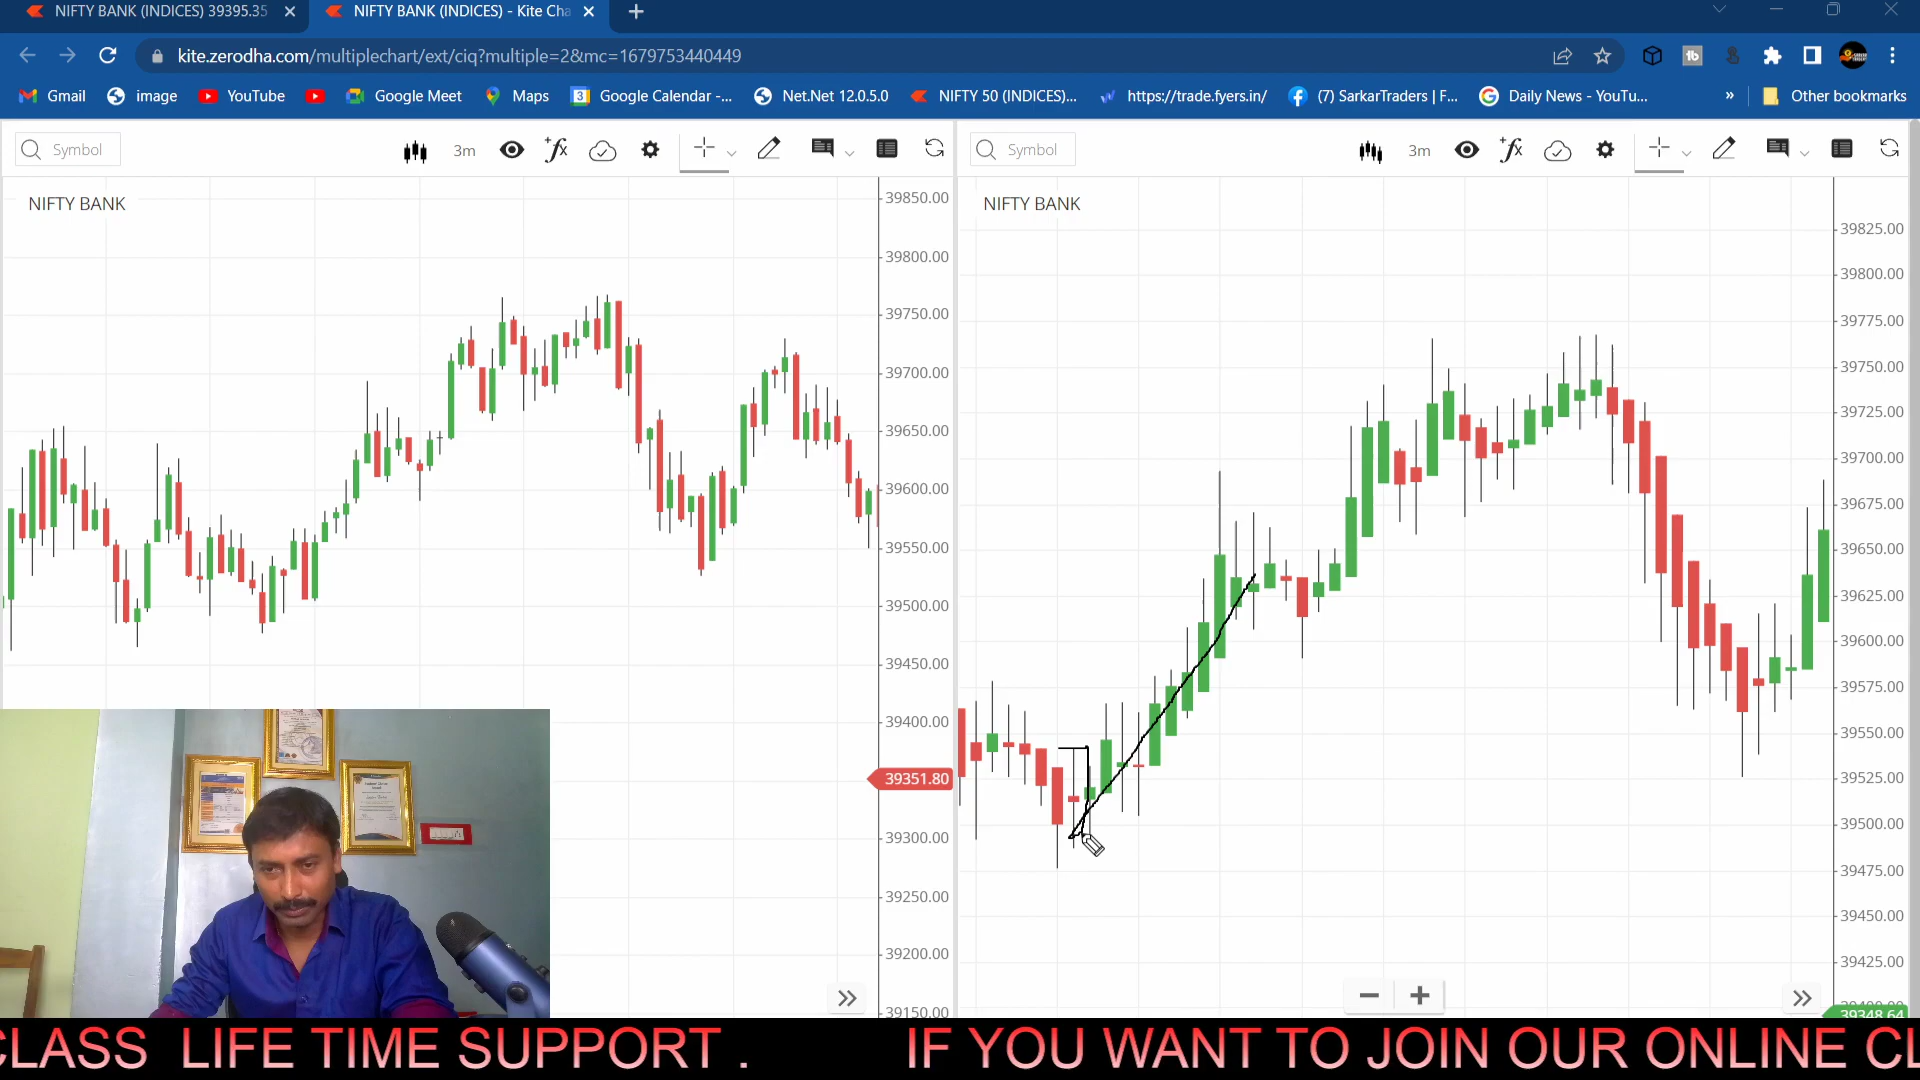 NIFTY BANK (INDICES) 39395.35
NIFTY BANK (INDICES) - Kite Cha
kite.zerodha.com/multiplechart/ext/ciq?multiple=2&mc=1679753440449
Gmail
image
YouTube
Google Meet
Maps
3
Google Calendar -...
Net.Net 12.0.5.0
NIFTY 50 (INDICES)...
https://trade.fyers.in/
(7) SarkarTraders | F...
Daily News - YouTu...
»
Other bookmarks
Symbol
3m
NIFTY BANK
39850.00
39800.00
39750.00
39700.00
39650.00
39600.00
39550.00
39500.00
39450.00
39400.00
39351.80
39300.00
39250.00
39200.00
39150.00
Symbol
3m
NIFTY BANK
39825.00
39800.00
39775.00
39750.00
39725.00
39700.00
39675.00
39650.00
39625.00
39600.00
39575.00
39550.00
39525.00
39500.00
39475.00
39450.00
39425.00
39400.00
39348.64
CLASS LIFE TIME SUPPORT . IF YOU WANT TO JOIN OUR ONLINE CL